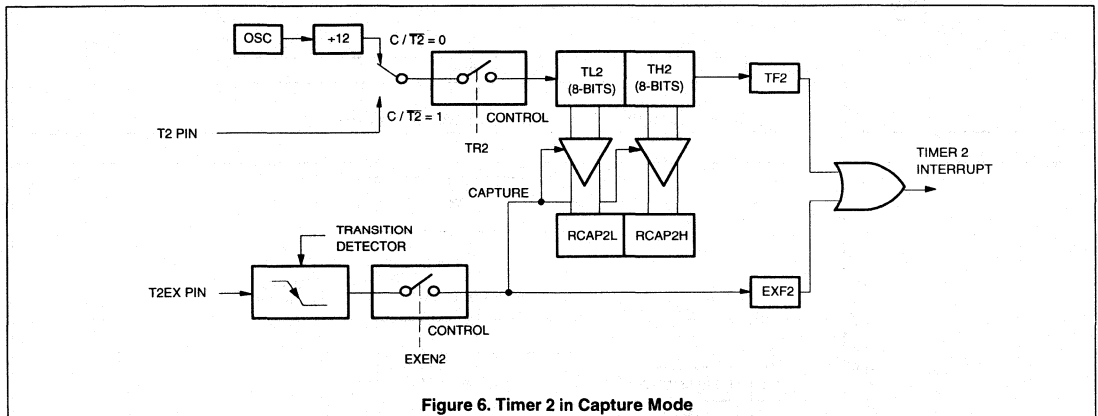 OSC
+12
C / T2 = 0
TL2
(8-BITS)
TH2
(8-BITS)
TF2
CONTROL
C / T2 = 1
T2 PIN
TR2
TIMER 2
INTERRUPT
CAPTURE
TRANSITION
DETECTOR
RCAP2L
RCAP2H
T2EX PIN
EXF2
CONTROL
EXEN2
Figure 6. Timer 2 in Capture Mode